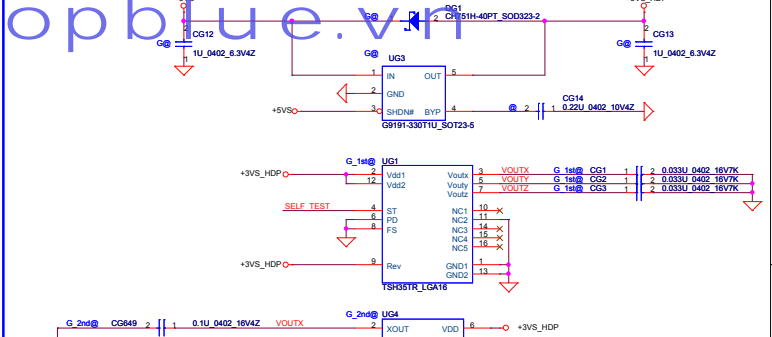 opblue.vn
G@
2
DG1
CH751H-40PT_SOD323-2
2
CG12
G@
1
1U_0402_6.3V4Z
2
CG13
G@
1
1U_0402_6.3V4Z
G@
UG3
1 IN OUT 5
2 GND
+5VS 3 SHDN# BYP 4
G9191-330T1U_SOT23-5
@ 2 1 CG14
0.22U_0402_10V4Z
G_1st@ UG1
+3VS_HDP 2 Vdd1
12 Vdd2
Voutx 3 VOUTX G_1st@ CG1 1 2 0.033U_0402_16V7K
Vouty 5 VOUTY G_1st@ CG2 1 2 0.033U_0402_16V7K
Voutz 7 VOUTZ G_1st@ CG3 1 2 0.033U_0402_16V7K
SELF_TEST 4 ST
6 PD
8 FS
NC1 10
NC2 11
NC3 14
NC4 15
NC5 16
+3VS_HDP 9 Rev
GND1 1
GND2 13
TSH35TR_LGA16
G_2nd@ CG649 2 1 0.1U_0402_16V4Z VOUTX
G_2nd@ UG4
2 XOUT VDD 6 +3VS_HDP